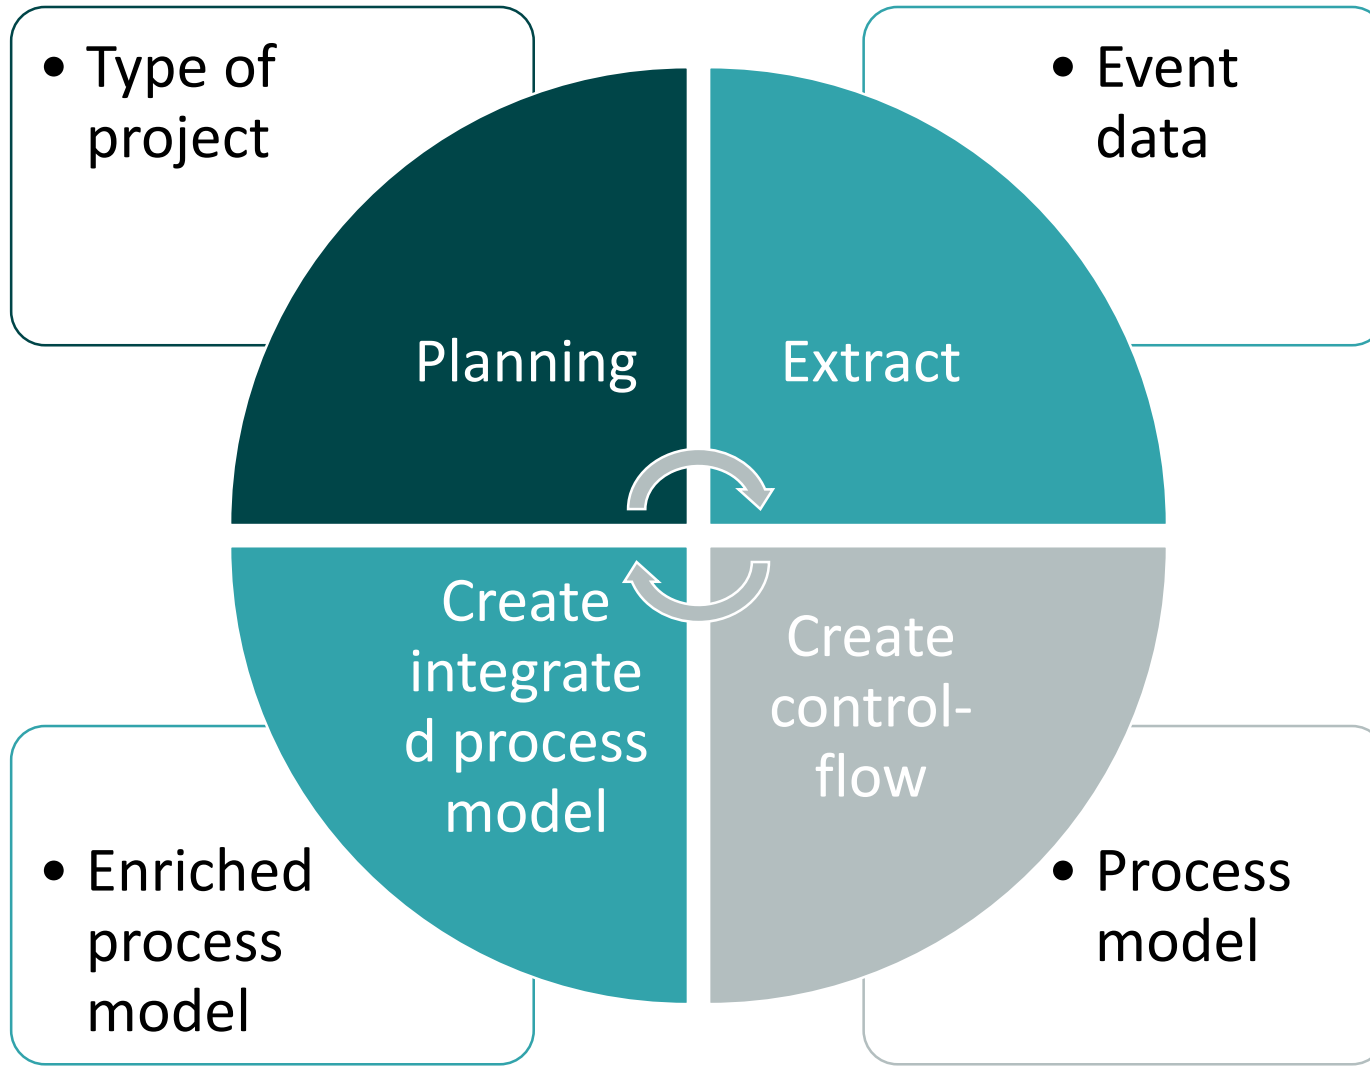 • Type of
project
• Event
data
Planning
Extract
Create
integrate
d process
model
Create
control-
flow
• Enriched
process
model
• Process
model